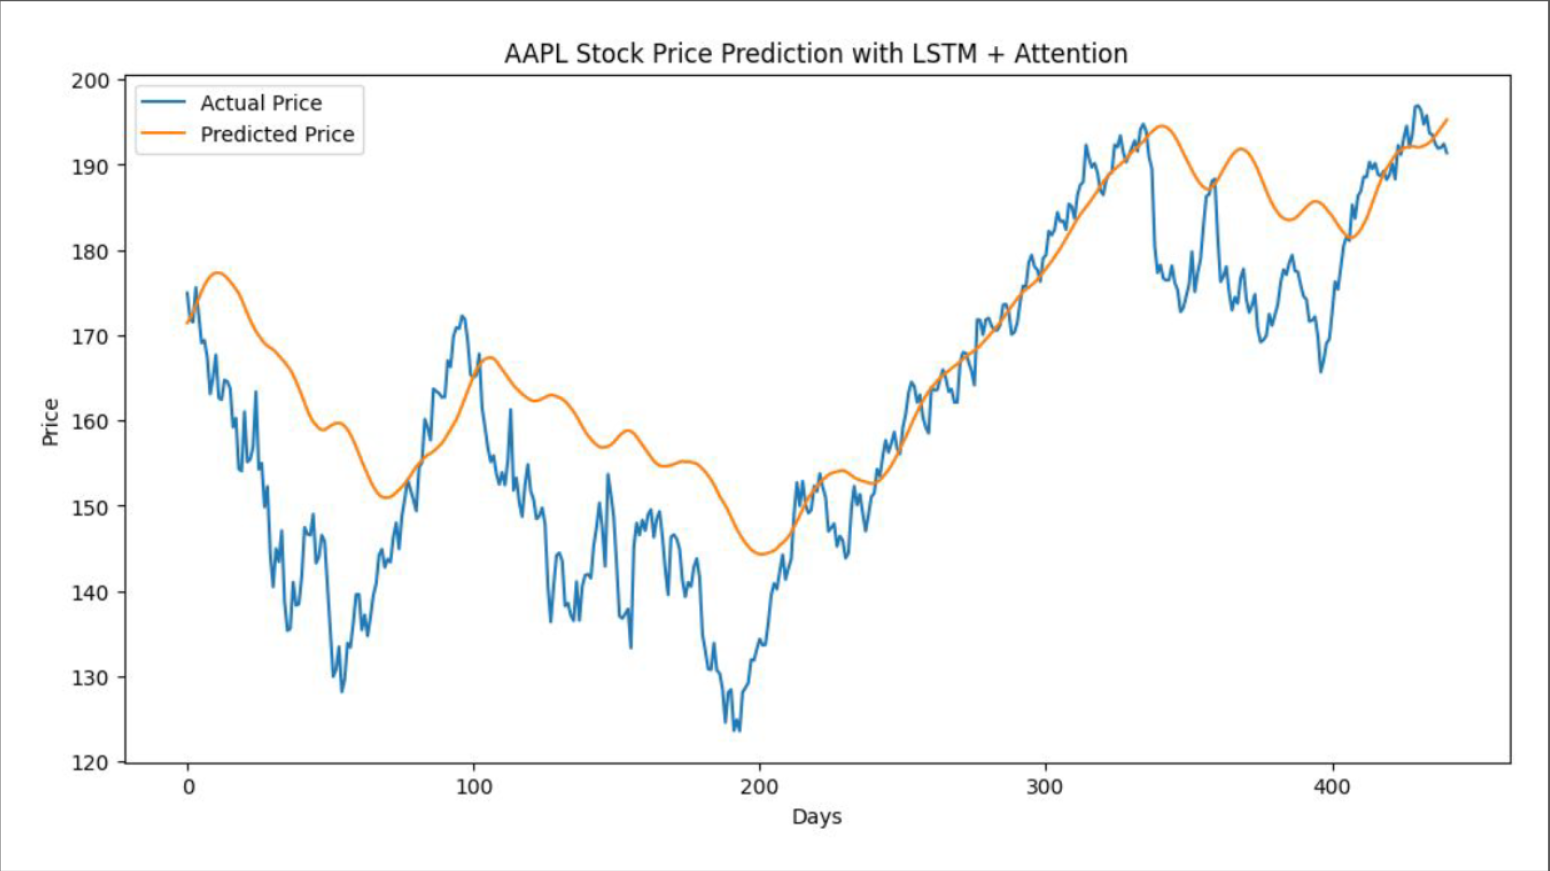 AAPL Stock Price Prediction with LSTM + Attention
Actual Price
Predicted Price
200
190
180
170
160
150
140
130
120
Price
0 100 200 300 400
Days